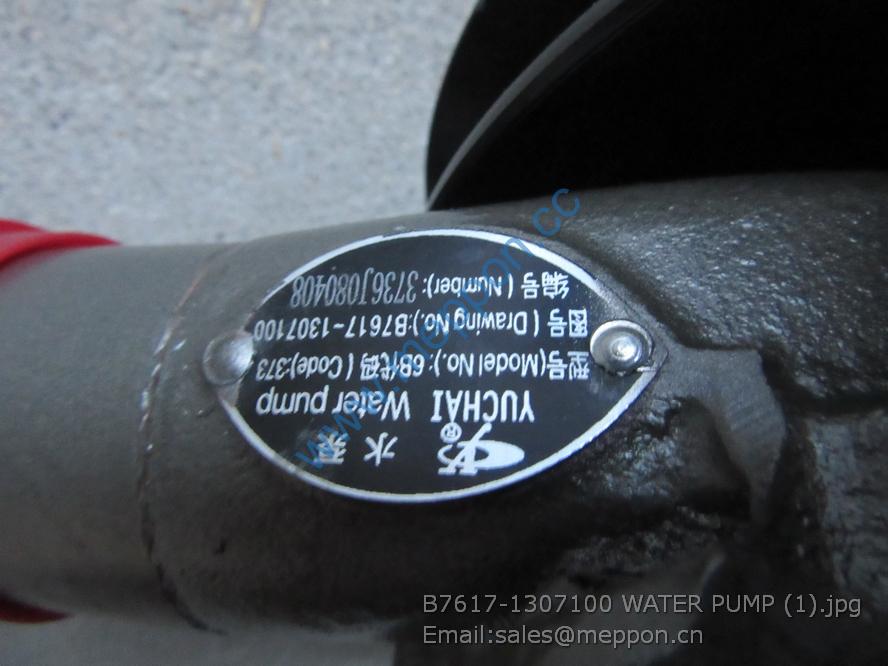 水泵
YUCHAI Water pump
型号(Model No.): 6B代码 ( Code):373
图号 ( Drawing No.):B7617-1307100
编号 ( Number): 3736J080408
www.meppon.cc
B7617-1307100 WATER PUMP (1).jpg
Email:sales@meppon.cn